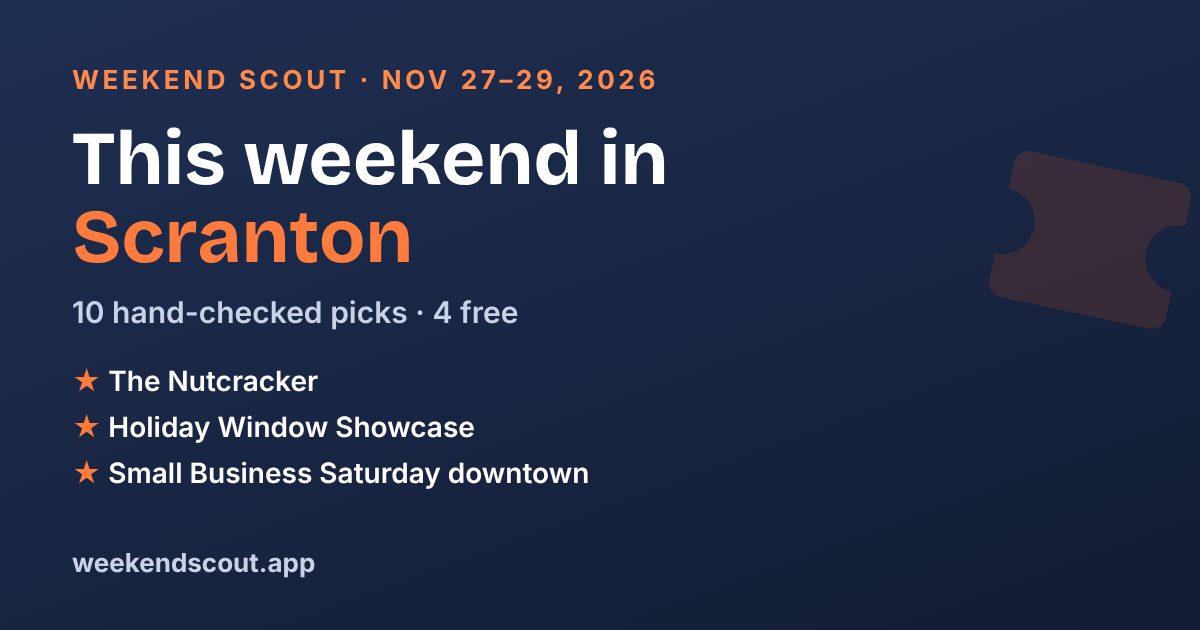 WEEKEND SCOUT · NOV 27–29, 2026
This weekend in
Scranton
10 hand-checked picks · 4 free
★ The Nutcracker
★ Holiday Window Showcase
★ Small Business Saturday downtown
weekendscout.app